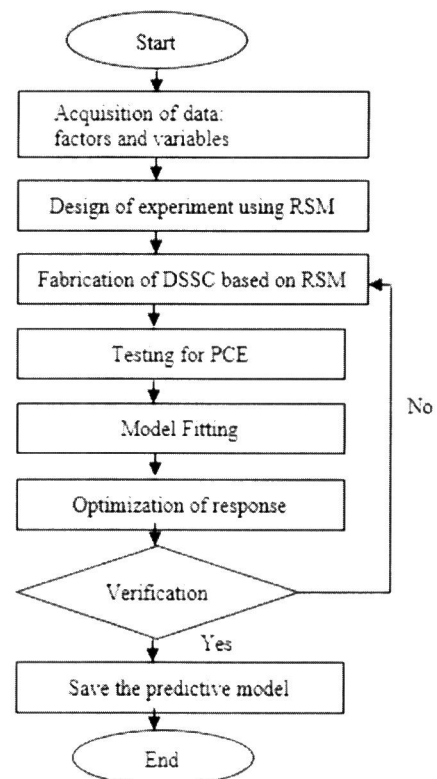 Start
Acquisition of data:
factors and variables
Design of experiment using RSM
Fabrication of DSSC based on RSM
Testing for PCE
Model Fitting
No
Optimization of response
Verification
Yes
Save the predictive model
End